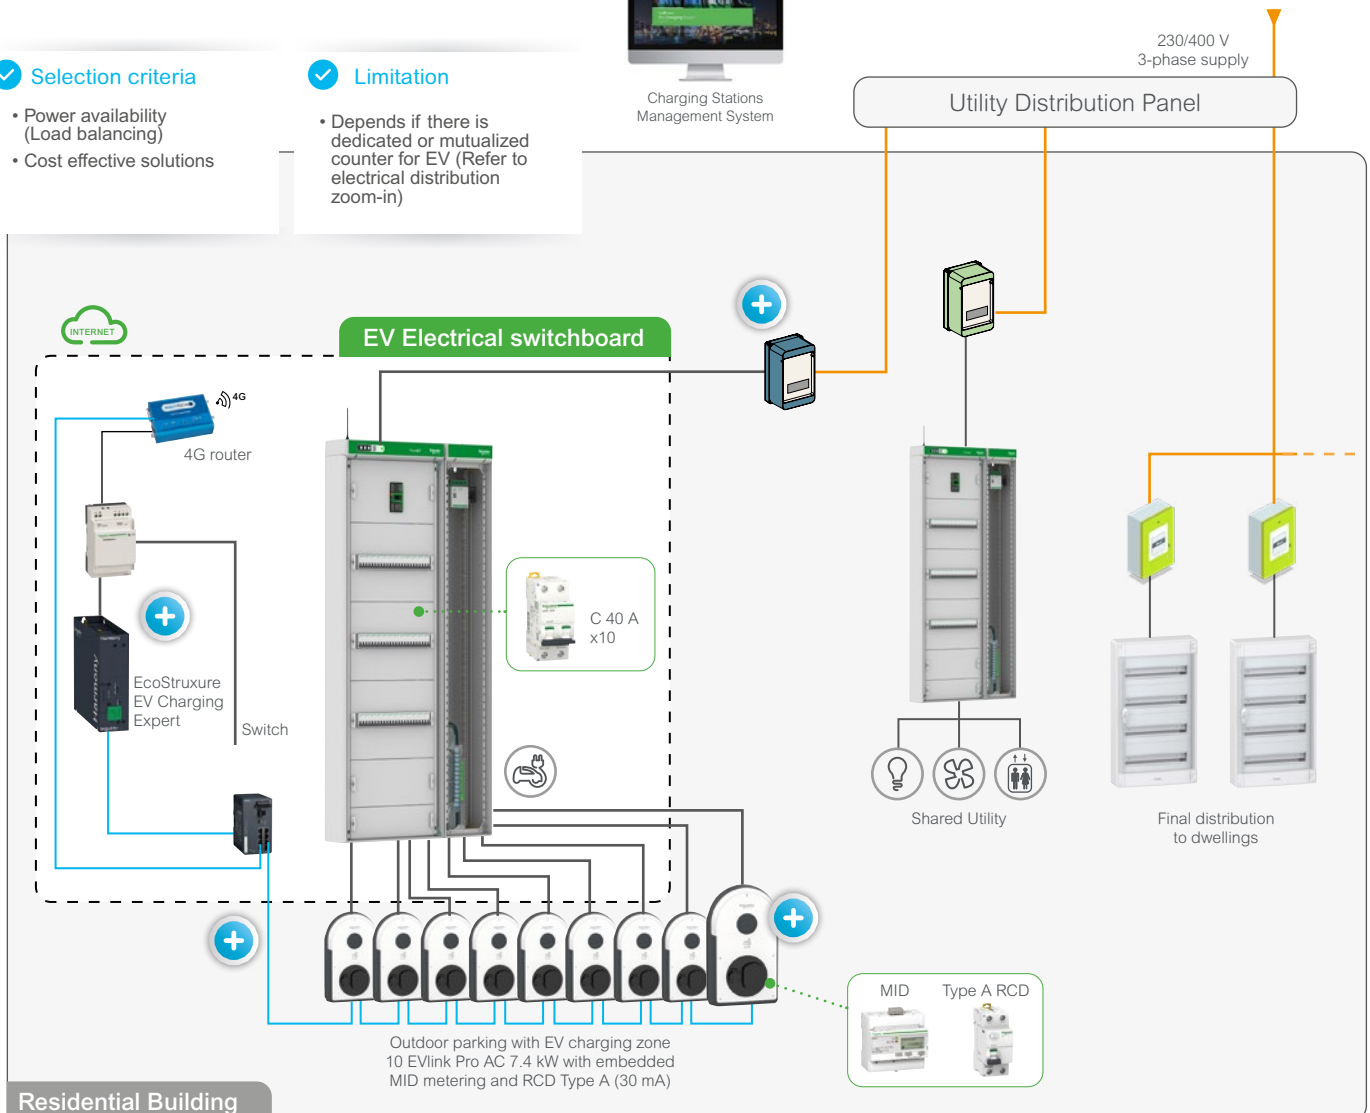 Selection criteria
• Power availability
(Load balancing)
• Cost effective solutions
Limitation
• Depends if there is
dedicated or mutualized
counter for EV (Refer to
electrical distribution
zoom-in)
Charging Stations
Management System
230/400 V
3-phase supply
Utility Distribution Panel
INTERNET
EV Electrical switchboard
4G
4G router
C 40 A
x10
EcoStruxure
EV Charging
Expert
Harmony
Switch
Shared Utility
Final distribution
to dwellings
MID
Type A RCD
Outdoor parking with EV charging zone
10 EVlink Pro AC 7.4 kW with embedded
MID metering and RCD Type A (30 mA)
Residential Building